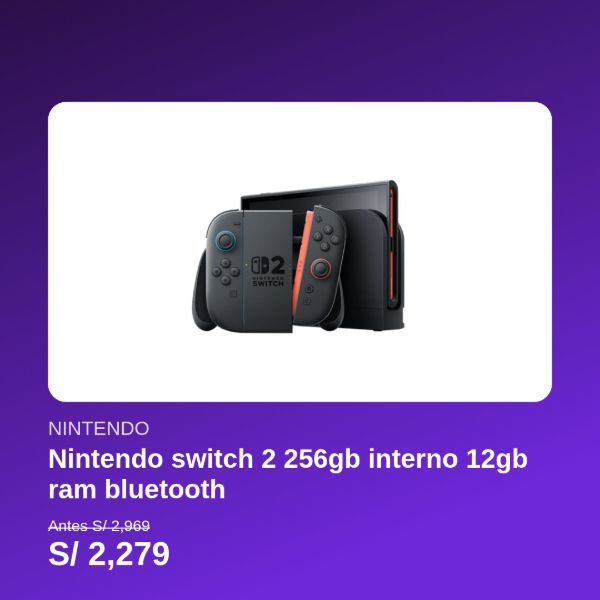 2
NINTENDO
SWITCH
NINTENDO
Nintendo switch 2 256gb interno 12gb
ram bluetooth
Antes S/ 2,969
S/ 2,279